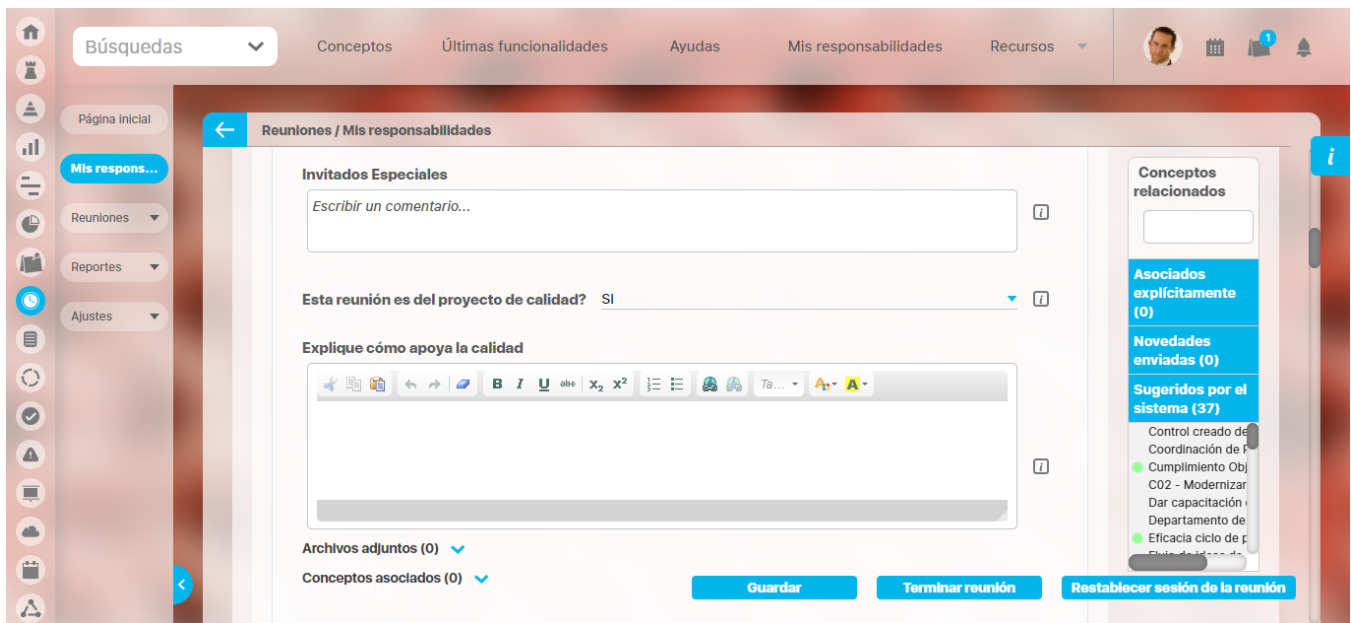 Búsquedas
Conceptos
Últimas funcionalidades
Ayudas
Mis responsabilidades
Recursos
1
Página inicial
Mis respons...
Reuniones
Reportes
Ajustes
Reuniones / Mis responsabilidades
i
Invitados Especiales
Escribir un comentario...
i
Esta reunión es del proyecto de calidad? SI
i
Explique cómo apoya la calidad
B I U abc x₂ x²
Ta...
A
A
i
Archivos adjuntos (0)
Conceptos asociados (0)
Guardar
Terminar reunión
Restablecer sesión de la reunión
Conceptos
relacionados
Asociados
explícitamente
(0)
Novedades
enviadas (0)
Sugeridos por el
sistema (37)
Control creado de
Coordinación de
Cumplimiento Obj
C02 - Modernizar
Dar capacitación
Departamento de
Eficacia ciclo de p